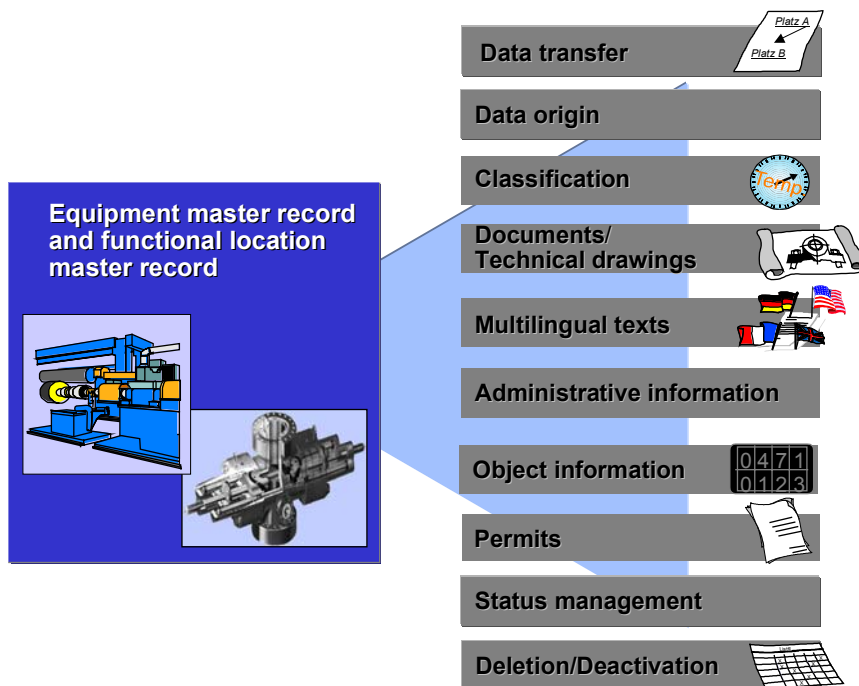 Platz A
Platz B
Data transfer
Data origin
Classification
Temp
Equipment master record
and functional location
master record
Documents/
Technical drawings
Multilingual texts
Administrative information
Object information
0471
0123
Permits
Status management
Deletion/Deactivation